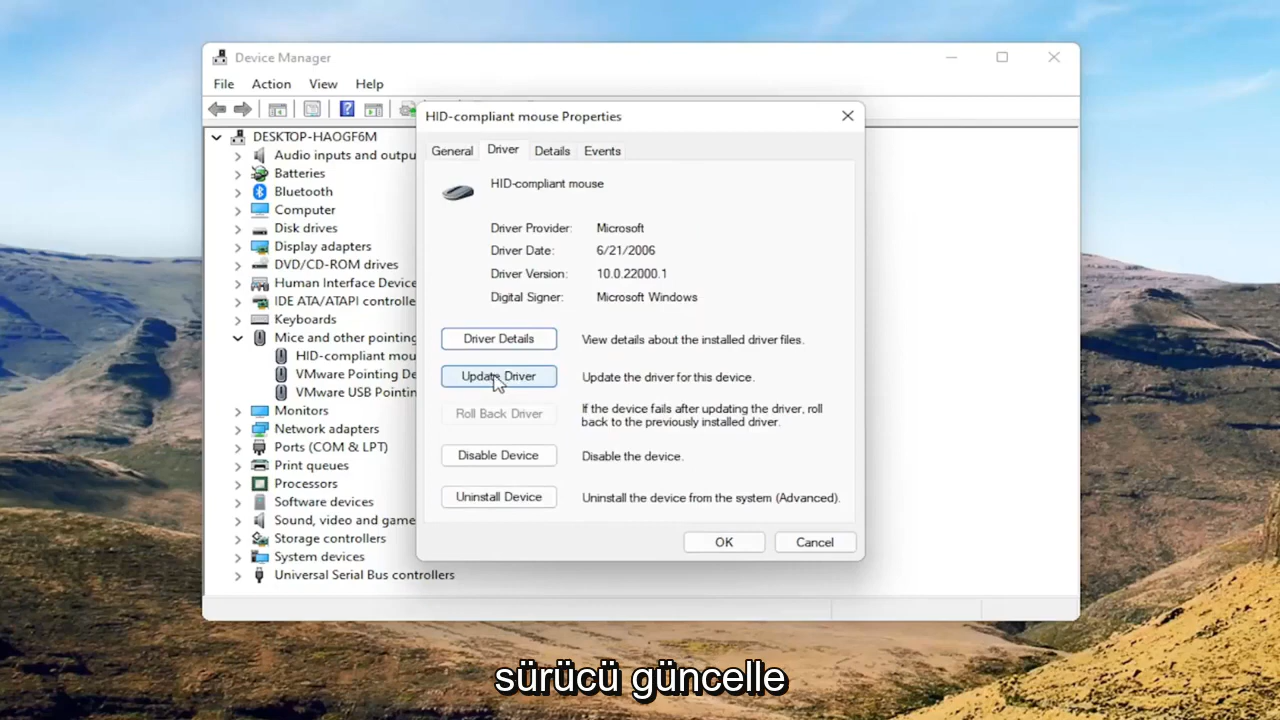 Device Manager
File Action View Help
DESKTOP-HAOGF6M
Audio inputs and outpu
Batteries
Bluetooth
Computer
Disk drives
Display adapters
DVD/CD-ROM drives
Human Interface Device
IDE ATA/ATAPI controlle
Keyboards
Mice and other pointing
HID-compliant mou
VMware Pointing De
VMware USB Pointin
Monitors
Network adapters
Ports (COM & LPT)
Print queues
Processors
Software devices
Sound, video and game
Storage controllers
System devices
Universal Serial Bus controllers
HID-compliant mouse Properties
General Driver Details Events
HID-compliant mouse
Driver Provider: Microsoft
Driver Date: 6/21/2006
Driver Version: 10.0.22000.1
Digital Signer: Microsoft Windows
Driver Details View details about the installed driver files.
Update Driver Update the driver for this device.
Roll Back Driver If the device fails after updating the driver, roll
back to the previously installed driver.
Disable Device Disable the device.
Uninstall Device Uninstall the device from the system (Advanced).
OK Cancel
sürücü güncelle